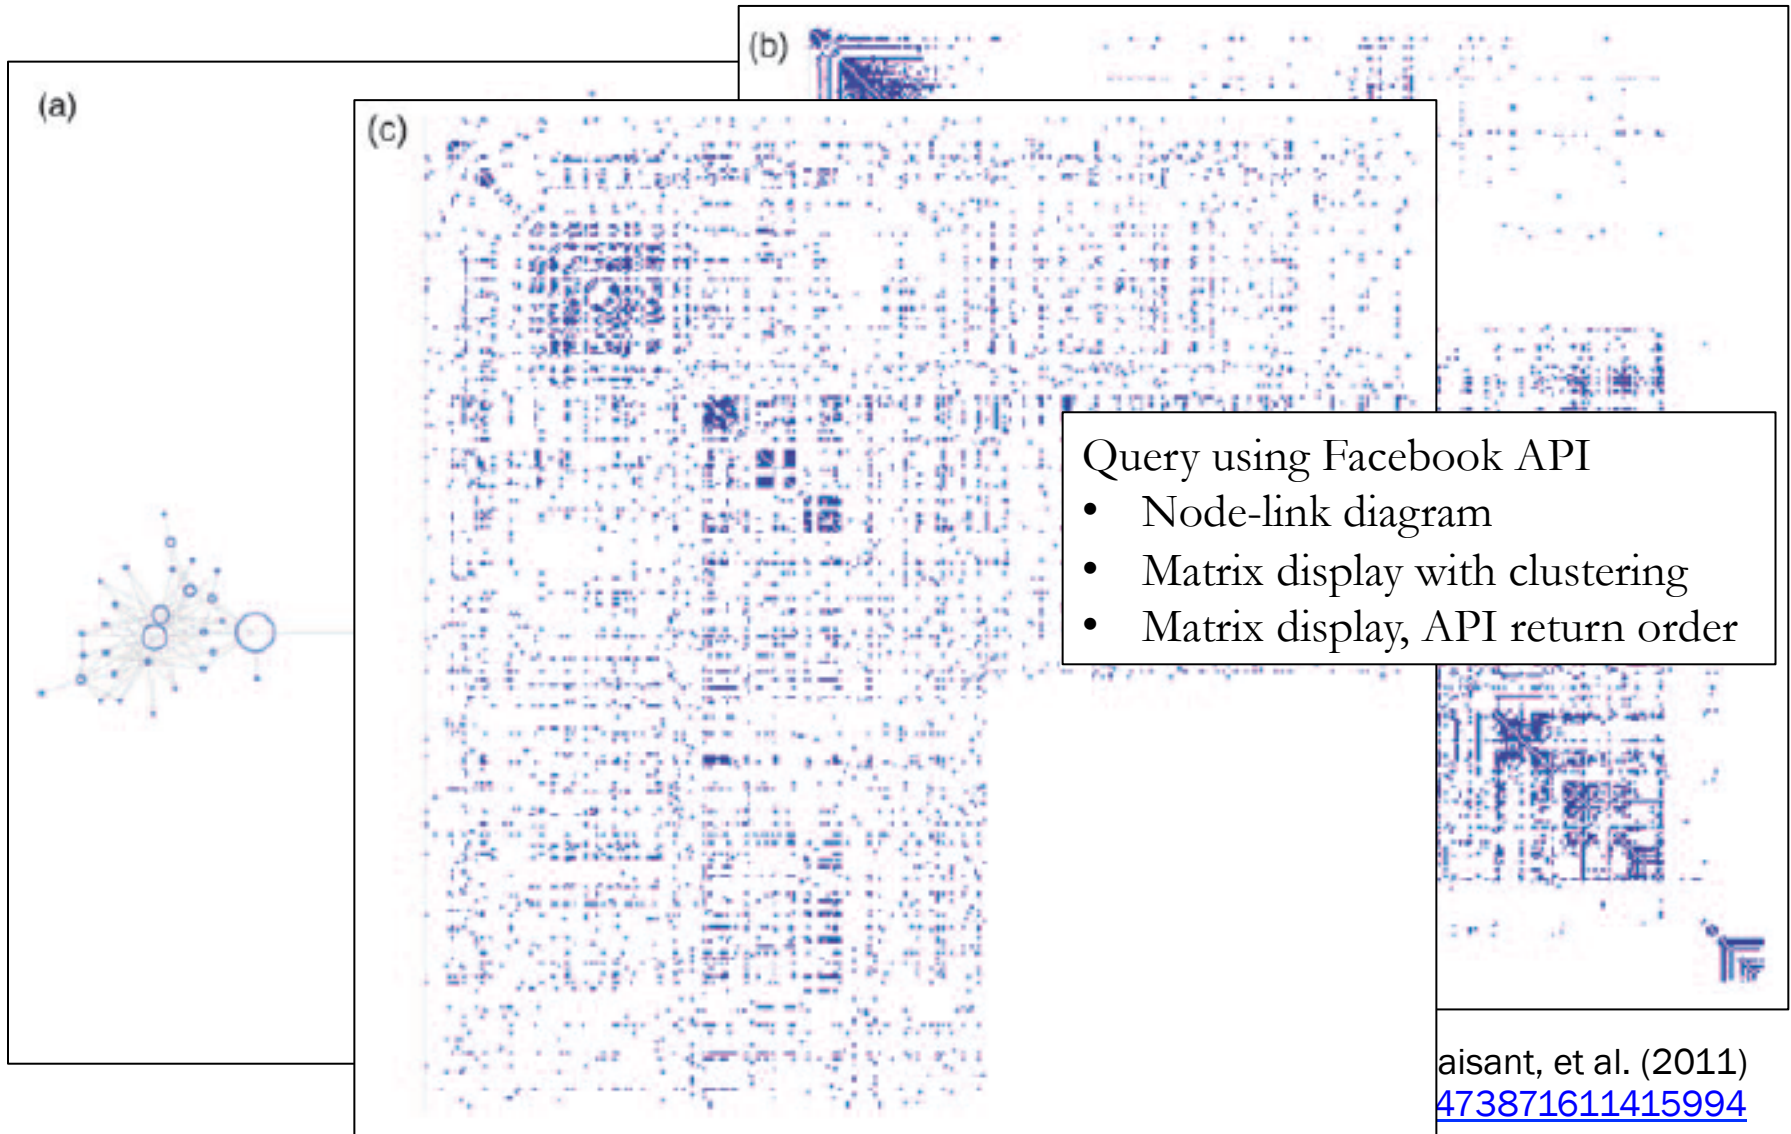 (a)
(b)
(c)
Query using Facebook API
• Node-link diagram
• Matrix display with clustering
• Matrix display, API return order
aisant, et al. (2011)
473871611415994